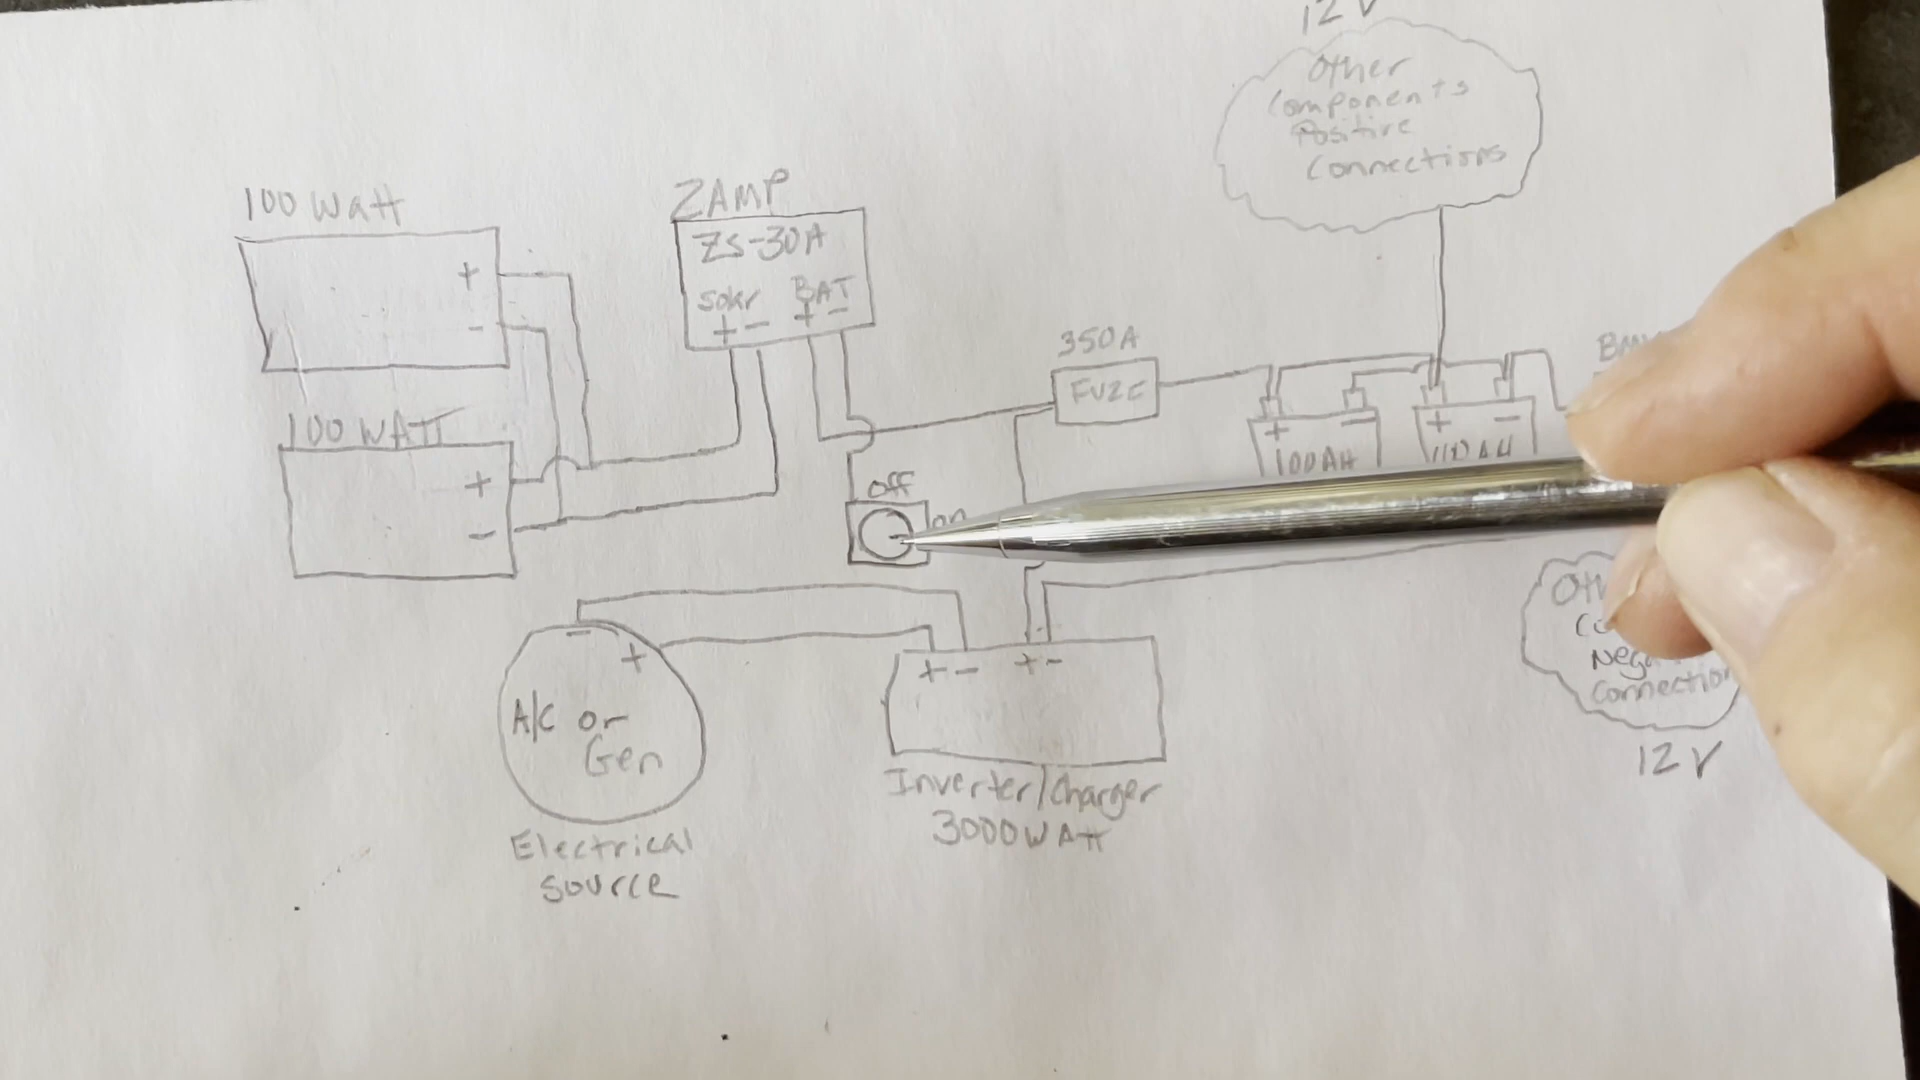 12V
Other
Components
Positive
Connections
100 Watt
+
-
100 WATT
+
-
ZAMP
ZS-30A
Solar BAT
+ - + -
350A
FUZE
+ -
100AH
+ -
Off
on
- +
A/C or
Gen
Electrical
source
+ - + -
Inverter/Charger
3000WATT
Connection
12V